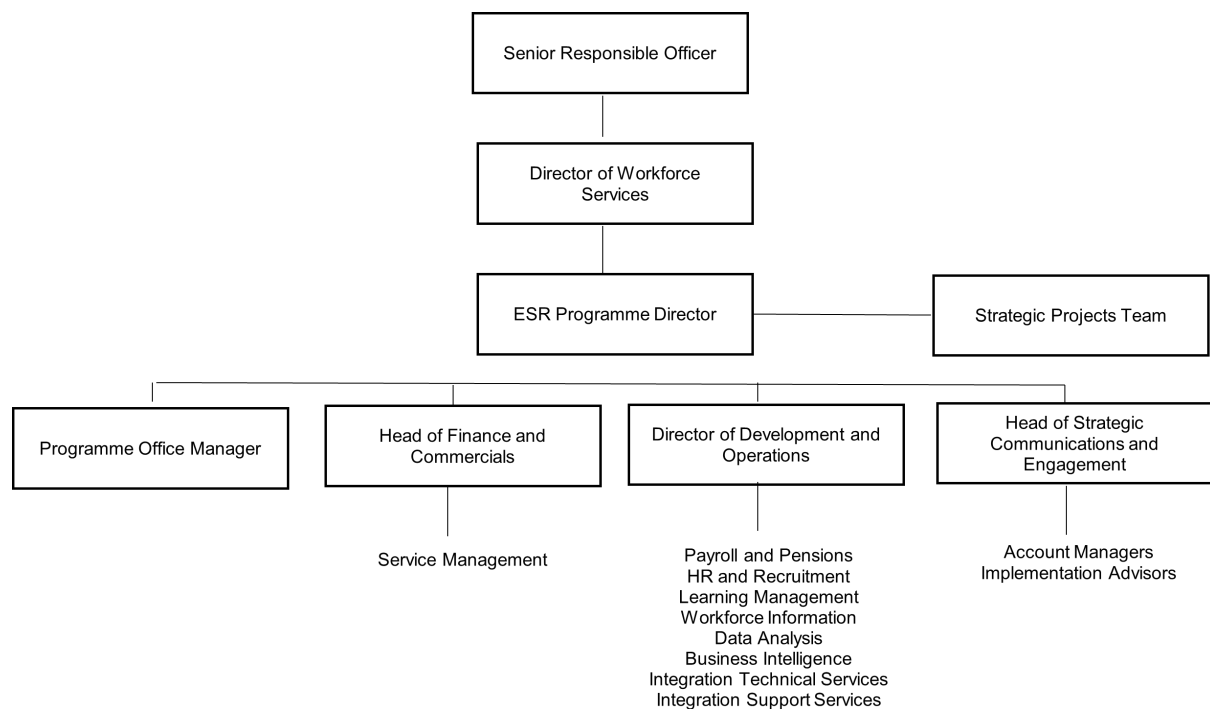 Senior Responsible Officer
Director of Workforce
Services
ESR Programme Director
Strategic Projects Team
Programme Office Manager
Head of Finance and
Commercials
Director of Development and
Operations
Head of Strategic
Communications and
Engagement
Service Management
Payroll and Pensions
HR and Recruitment
Learning Management
Workforce Information
Data Analysis
Business Intelligence
Integration Technical Services
Integration Support Services
Account Managers
Implementation Advisors